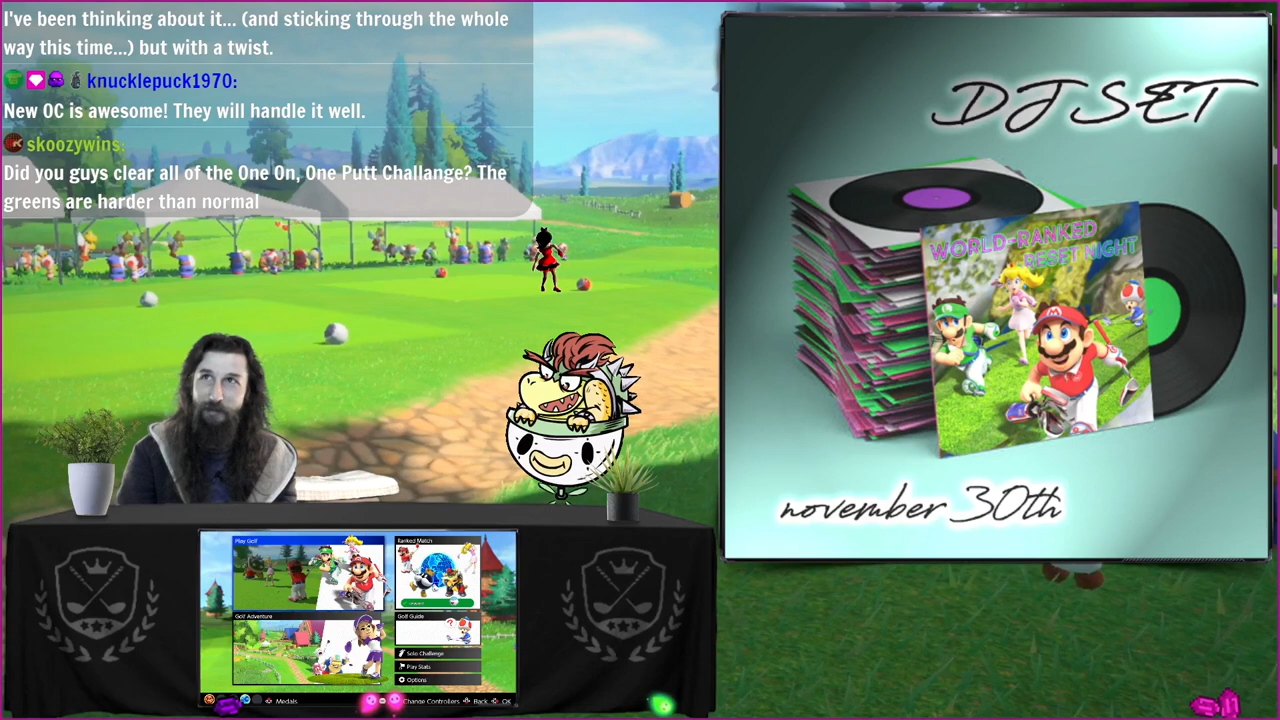 I've been thinking about it... (and sticking through the whole
way this time...) but with a twist.
knucklepuck1970:
New OC is awesome! They will handle it well.
skoozywins:
Did you guys clear all of the One On, One Putt Challange? The
greens are harder than normal
DJ SET
WORLD-RANKED
RESET NIGHT
november 30th
Play Golf
Ranked Match
Golf Adventure
Golf Guide
Solo Challenge
Play Stats
Options
Medals
Change Controllers
Back
OK